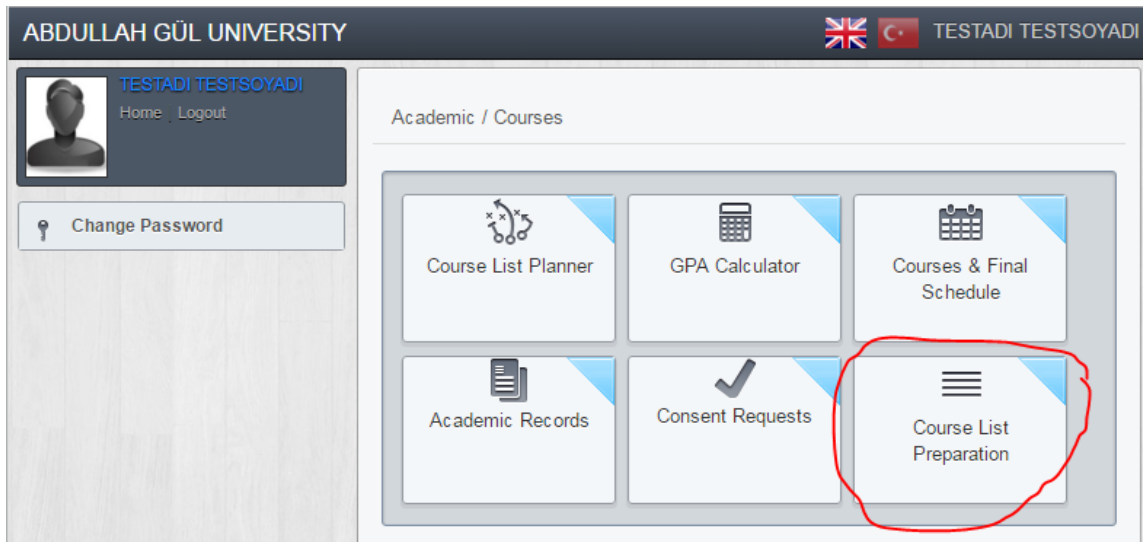 ABDULLAH GÜL UNIVERSITY
TESTADI TESTSOYADI
TESTADI TESTSOYADI
Home Logout
Change Password
Academic / Courses
Course List Planner
GPA Calculator
Courses & Final
Schedule
Academic Records
Consent Requests
Course List
Preparation